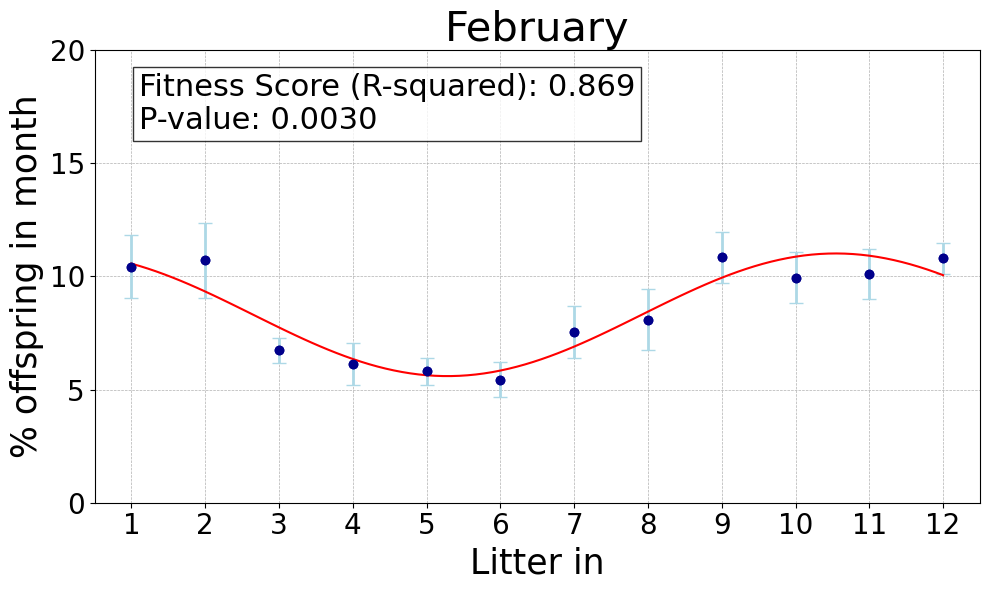 February
Fitness Score (R-squared): 0.869
P-value: 0.0030
% offspring in month
20
15
10
5
0
1 2 3 4 5 6 7 8 9 10 11 12
Litter in